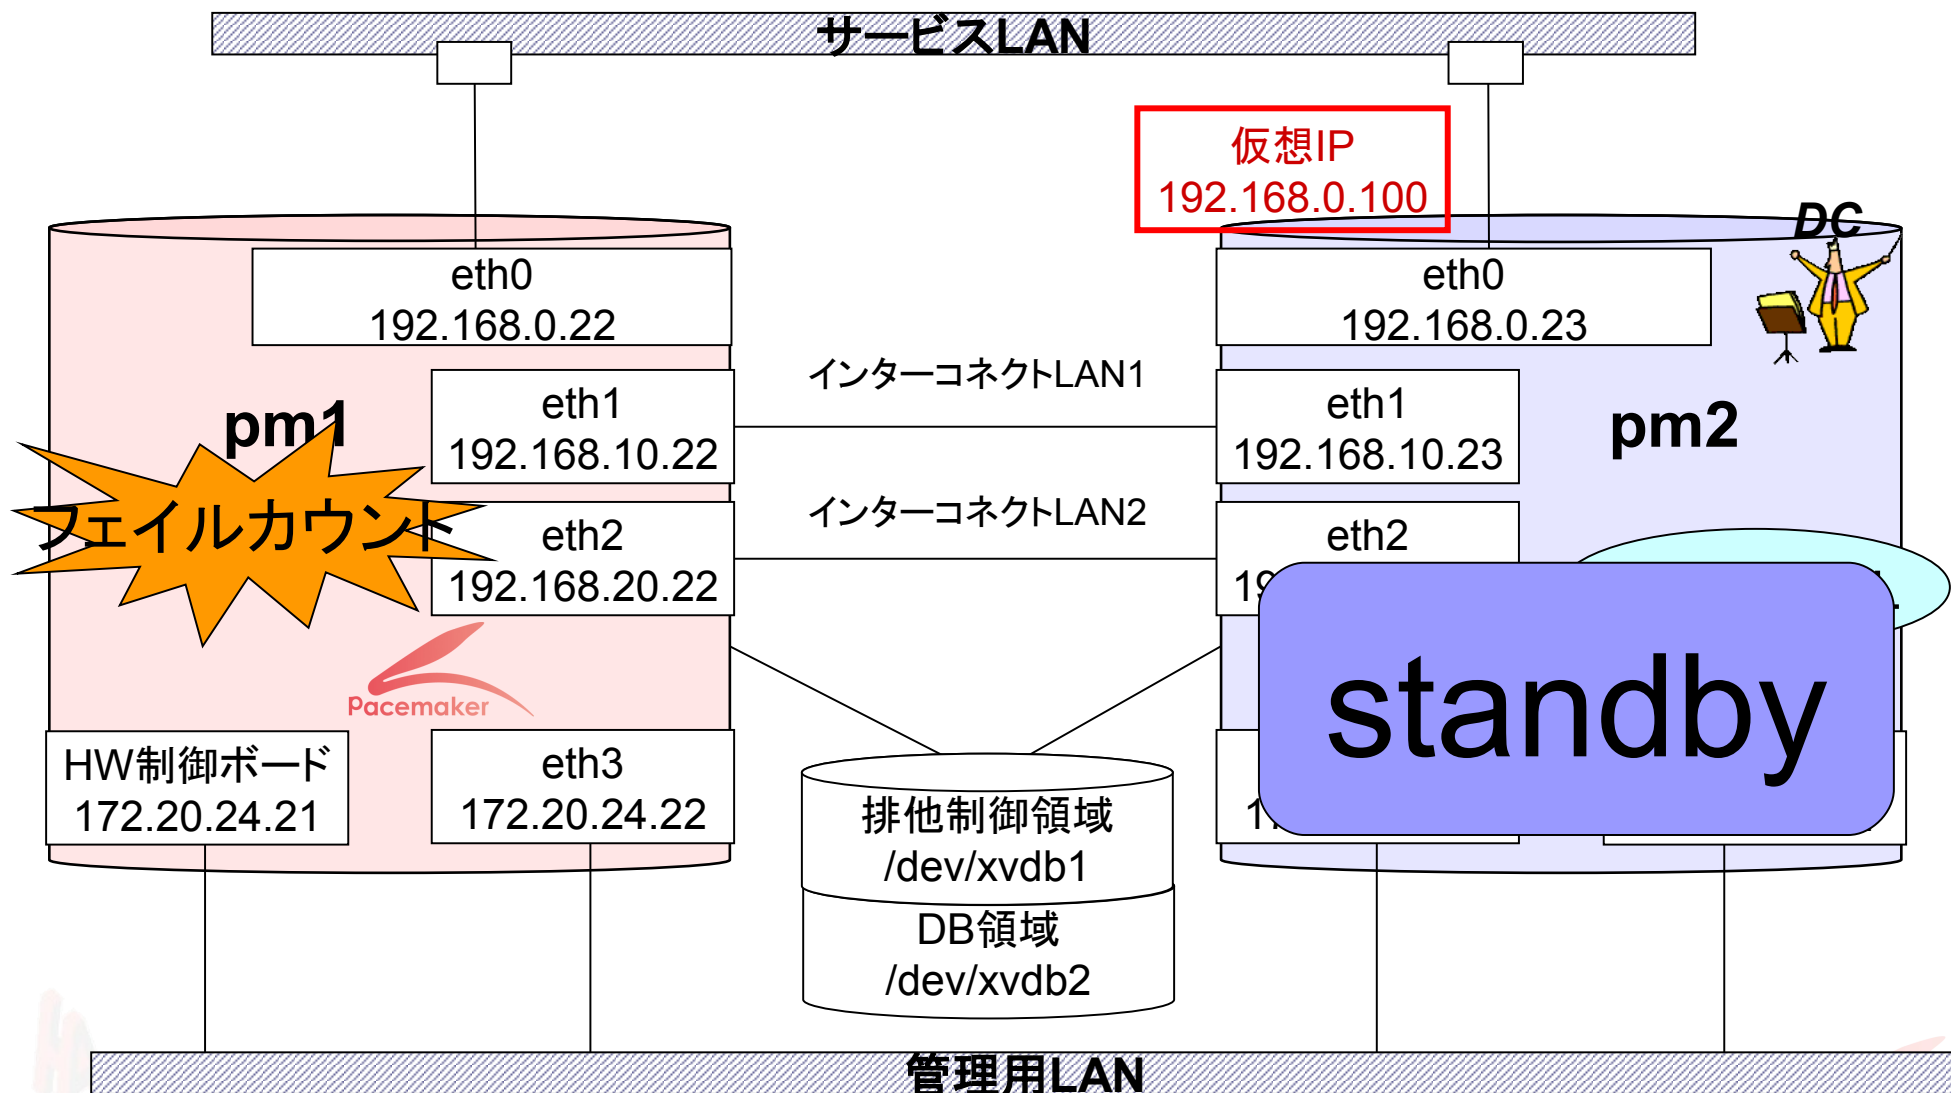 サービスLAN
仮想IP
192.168.0.100
DC
eth0
192.168.0.22
eth0
192.168.0.23
インターコネクトLAN1
pm1
eth1
192.168.10.22
eth1
192.168.10.23
pm2
フェイルカウント
インターコネクトLAN2
eth2
192.168.20.22
eth2
standby
Pacemaker
HW制御ボード
172.20.24.21
eth3
172.20.24.22
排他制御領域
/dev/xvdb1
DB領域
/dev/xvdb2
管理用LAN